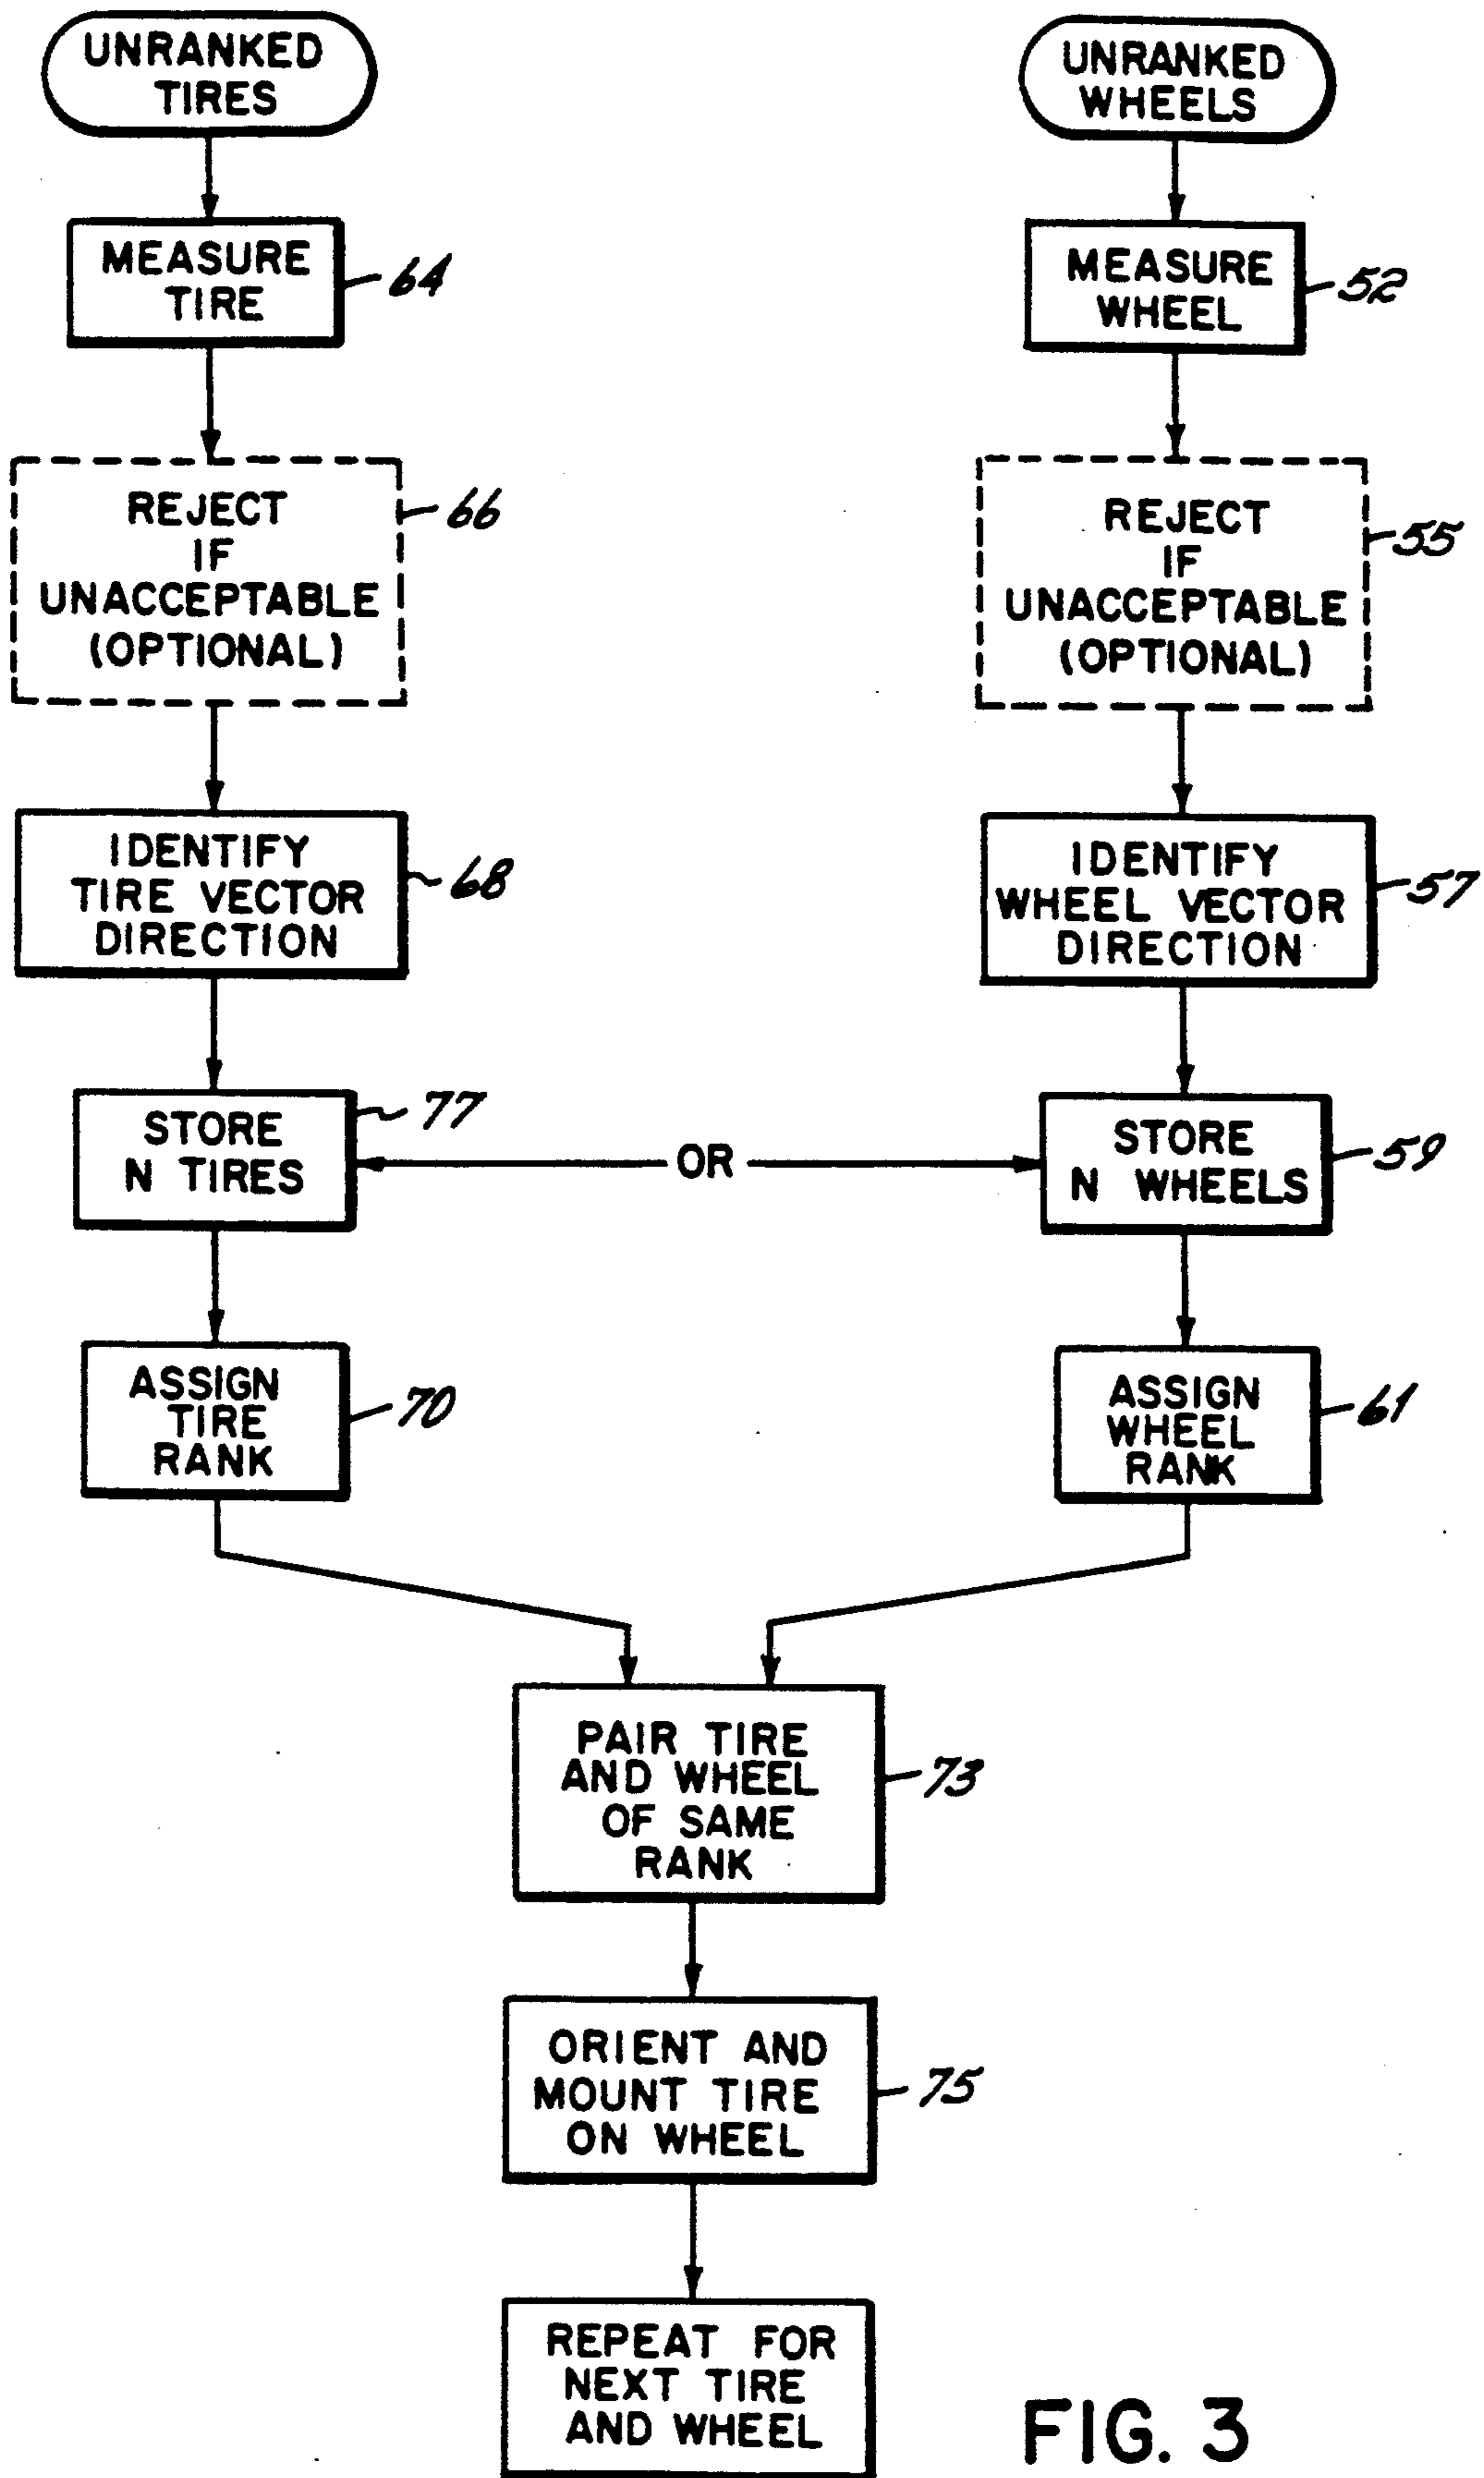 UNRANKED
TIRES
MEASURE
TIRE
64
REJECT
IF
UNACCEPTABLE
(OPTIONAL)
66
IDENTIFY
TIRE VECTOR
DIRECTION
68
STORE
N TIRES
77
OR
ASSIGN
TIRE
RANK
70
UNRANKED
WHEELS
MEASURE
WHEEL
52
REJECT
IF
UNACCEPTABLE
(OPTIONAL)
55
IDENTIFY
WHEEL VECTOR
DIRECTION
57
STORE
N WHEELS
59
ASSIGN
WHEEL
RANK
61
PAIR TIRE
AND WHEEL
OF SAME
RANK
73
ORIENT AND
MOUNT TIRE
ON WHEEL
75
REPEAT FOR
NEXT TIRE
AND WHEEL
FIG. 3